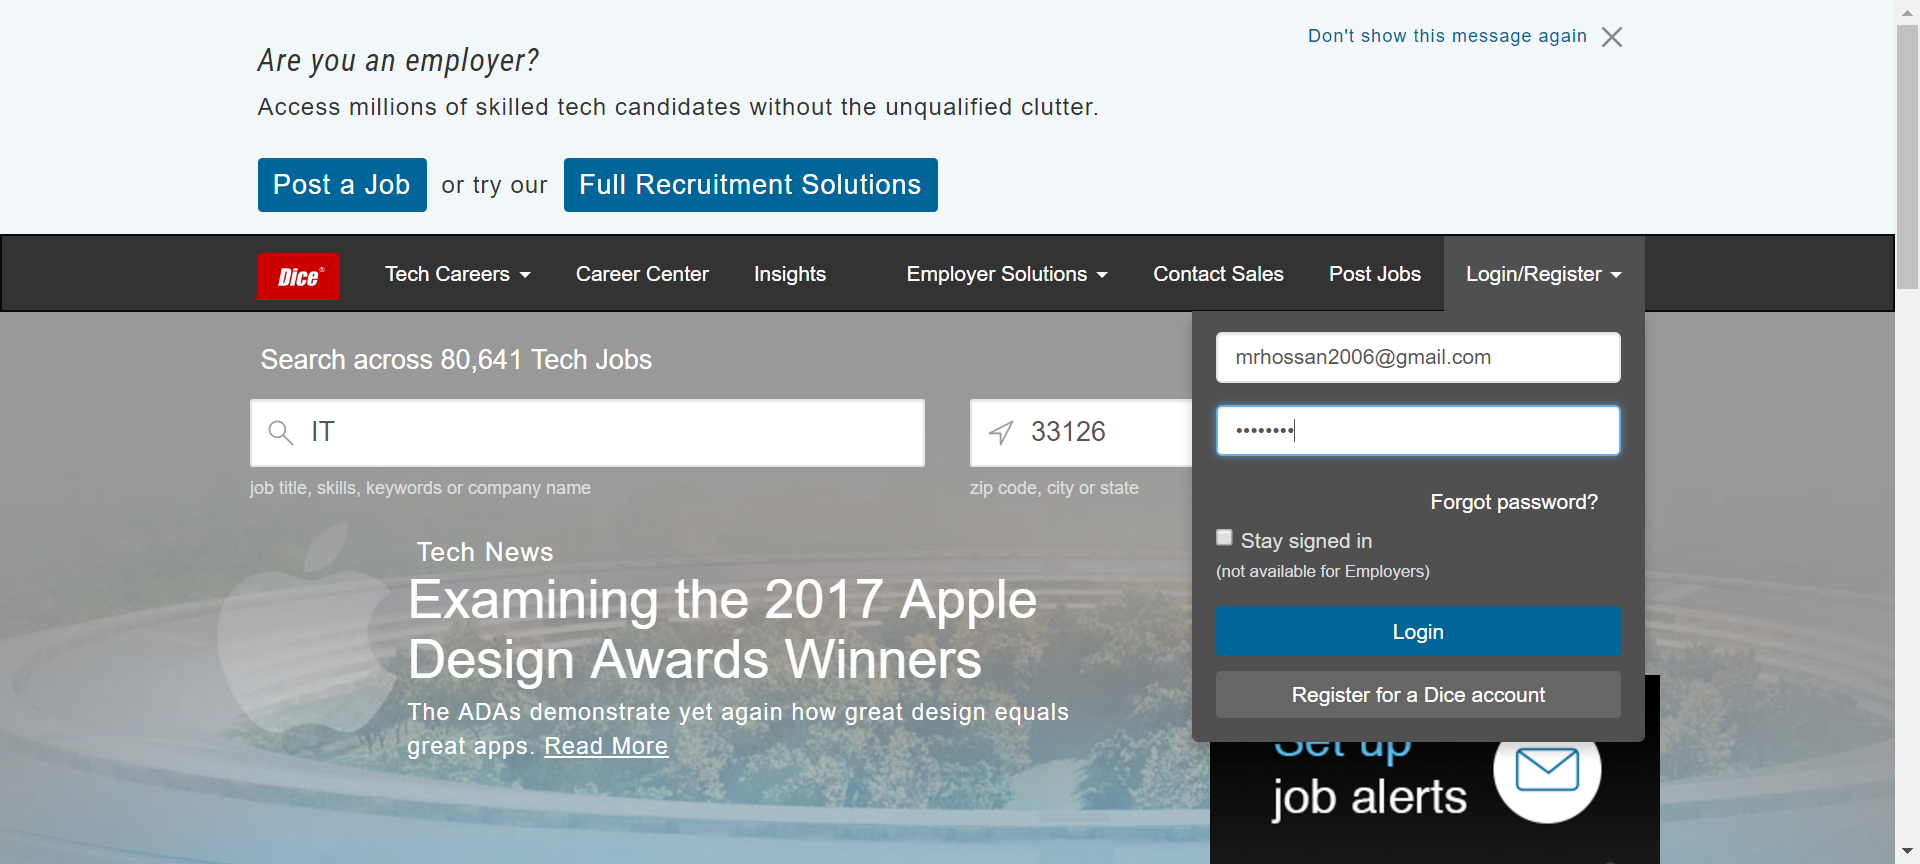 Don't show this message again
Are you an employer?
Access millions of skilled tech candidates without the unqualified clutter.
Post a Job or try our Full Recruitment Solutions
Dice® Tech Careers Career Center Insights Employer Solutions Contact Sales Post Jobs Login/Register
Search across 80,641 Tech Jobs
mrhossan2006@gmail.com
IT
33126
••••••••
job title, skills, keywords or company name
zip code, city or state
Forgot password?
Stay signed in
(not available for Employers)
Login
Register for a Dice account
Tech News
Examining the 2017 Apple
Design Awards Winners
The ADAs demonstrate yet again how great design equals
great apps. Read More
Set up
job alerts